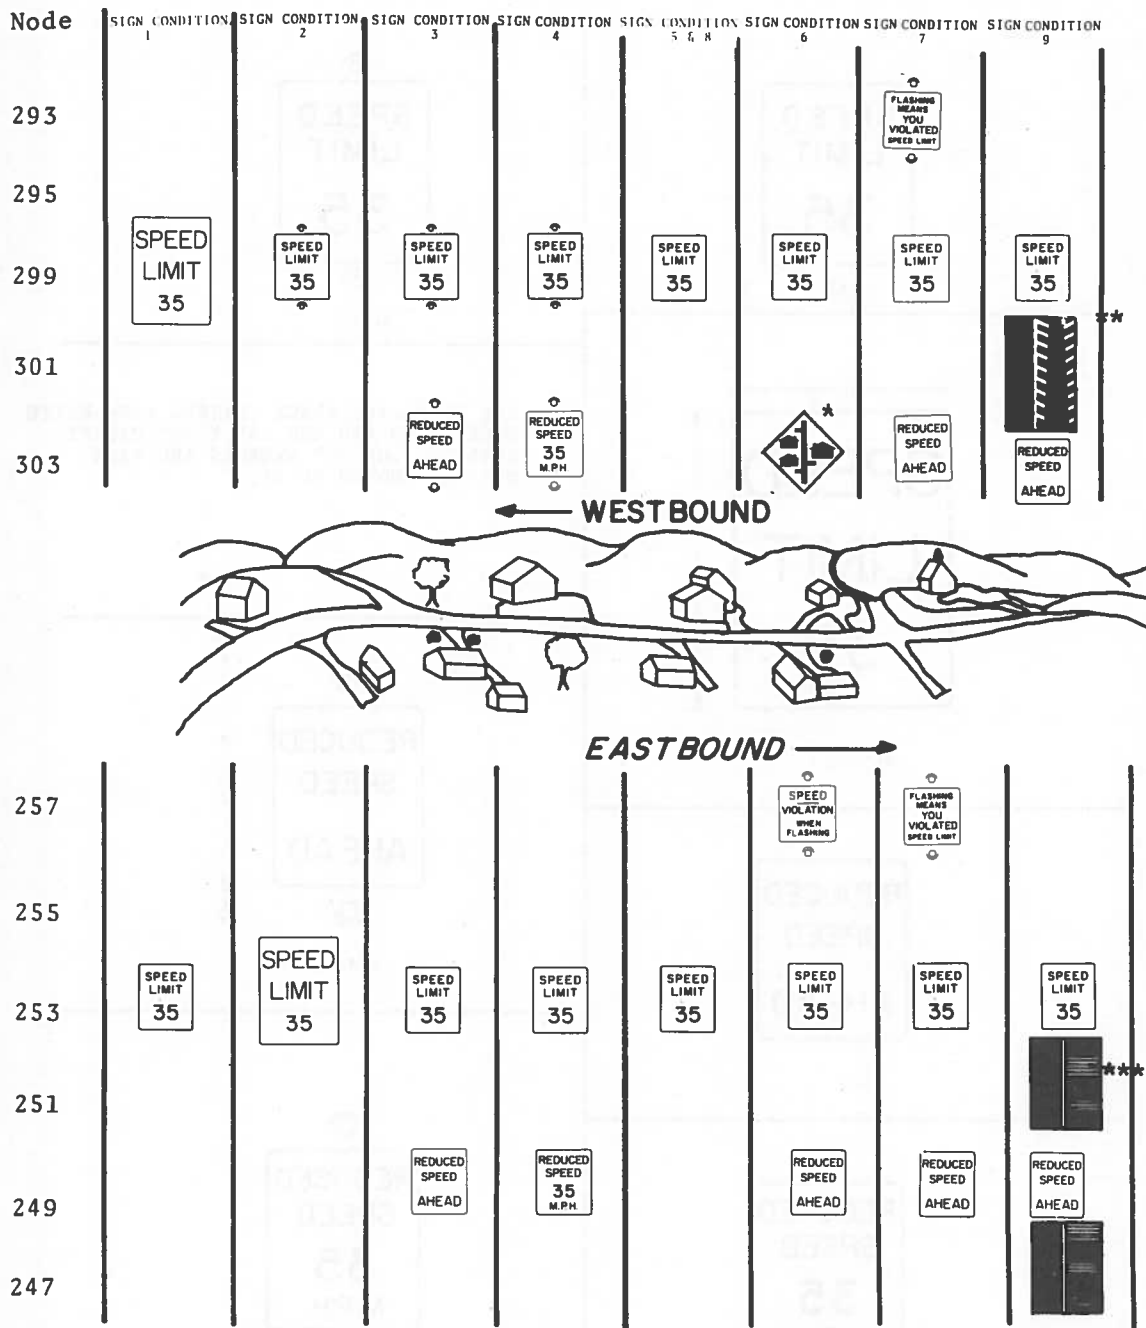 Node SIGN CONDITION SIGN CONDITION SIGN CONDITION SIGN CONDITION SIGN CONDITION SIGN CONDITION SIGN CONDITION SIGN CONDITION
1 2 3 4 5 & 8 6 7 9
293
FLASHING
MEANS
YOU
VIOLATED
SPEED LIMIT
295
299
SPEED
LIMIT
35
SPEED
LIMIT
35
SPEED
LIMIT
35
SPEED
LIMIT
35
SPEED
LIMIT
35
SPEED
LIMIT
35
SPEED
LIMIT
35
SPEED
LIMIT
35
**
301
303
REDUCED
SPEED
AHEAD
REDUCED
SPEED
35
M.P.H
*
REDUCED
SPEED
AHEAD
REDUCED
SPEED
AHEAD
WESTBOUND
EASTBOUND
257
SPEED
VIOLATION
WHEN
FLASHING
FLASHING
MEANS
YOU
VIOLATED
SPEED LIMIT
255
253
SPEED
LIMIT
35
SPEED
LIMIT
35
SPEED
LIMIT
35
SPEED
LIMIT
35
SPEED
LIMIT
35
SPEED
LIMIT
35
SPEED
LIMIT
35
SPEED
LIMIT
35
***
251
249
REDUCED
SPEED
AHEAD
REDUCED
SPEED
35
M.P.H.
REDUCED
SPEED
AHEAD
REDUCED
SPEED
AHEAD
REDUCED
SPEED
AHEAD
247